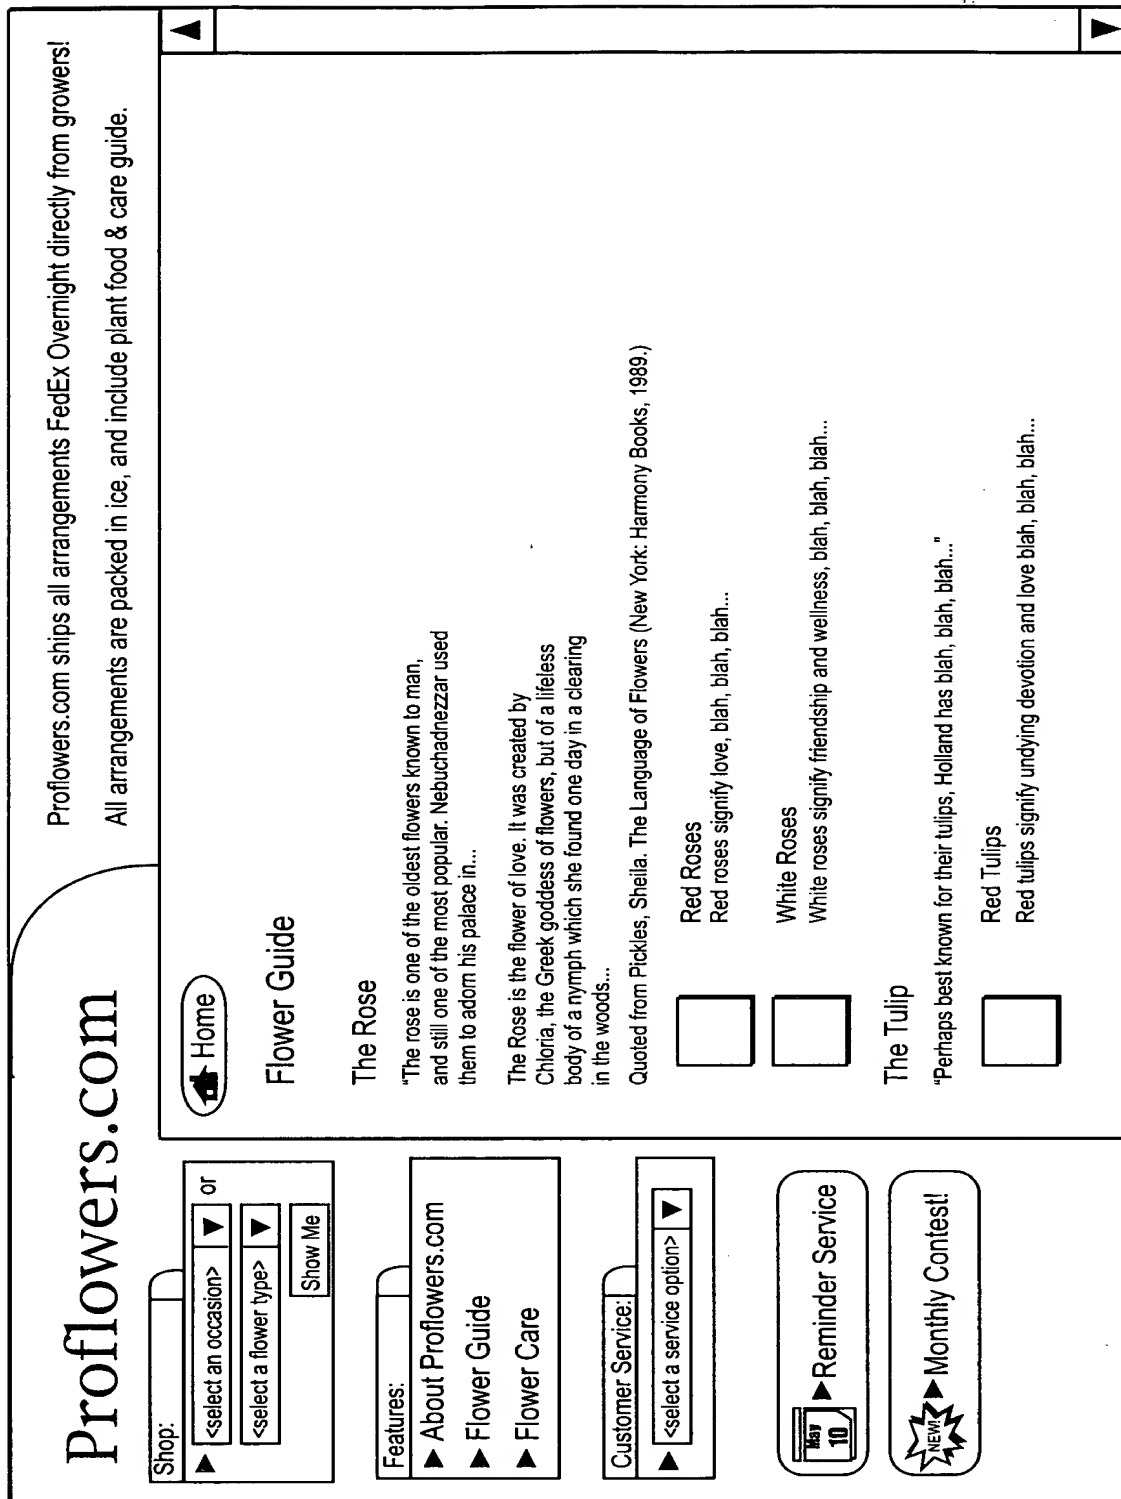 Proflowers.com
Proflowers.com ships all arrangements FedEx Overnight directly from growers!
All arrangements are packed in ice, and include plant food & care guide.
Shop:
<select an occasion>
or
<select a flower type>
Show Me
Features:
About Proflowers.com
Flower Guide
Flower Care
Customer Service:
<select a service option>
May
10
Reminder Service
NEW!
Monthly Contest!
Home
Flower Guide
The Rose
"The rose is one of the oldest flowers known to man,
and still one of the most popular. Nebuchadnezzar used
them to adorn his palace in...
The Rose is the flower of love. It was created by
Chloria, the Greek goddess of flowers, but of a lifeless
body of a nymph which she found one day in a clearing
in the woods...
Quoted from Pickles, Sheila. The Language of Flowers (New York: Harmony Books, 1989.)
Red Roses
Red roses signify love, blah, blah, blah...
White Roses
White roses signify friendship and wellness, blah, blah, blah...
The Tulip
"Perhaps best known for their tulips, Holland has blah, blah, blah..."
Red Tulips
Red tulips signify undying devotion and love blah, blah, blah...